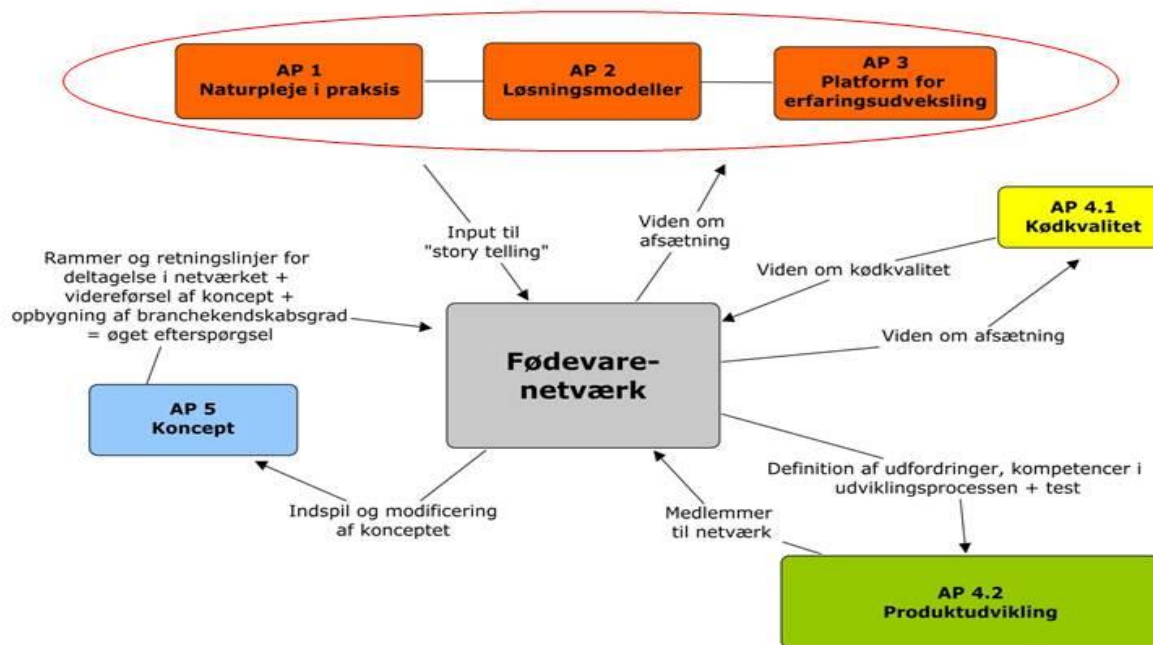 AP 1
Naturpleje i praksis
AP 2
Løsningsmodeller
AP 3
Platform for
erfaringsudveksling
Input til
"story telling"
Viden om
afsætning
AP 4.1
Kødkvalitet
Viden om kødkvalitet
Viden om afsætning
Rammer og retningslinjer for
deltagelse i netværket +
videreførsel af koncept +
opbygning af branchekendskabsgrad
= øget efterspørgsel
Fødevare-
netværk
AP 5
Koncept
Indspil og modificering
af konceptet
Medlemmer
til netværk
Definition af udfordringer, kompetencer i
udviklingsprocessen + test
AP 4.2
Produktudvikling